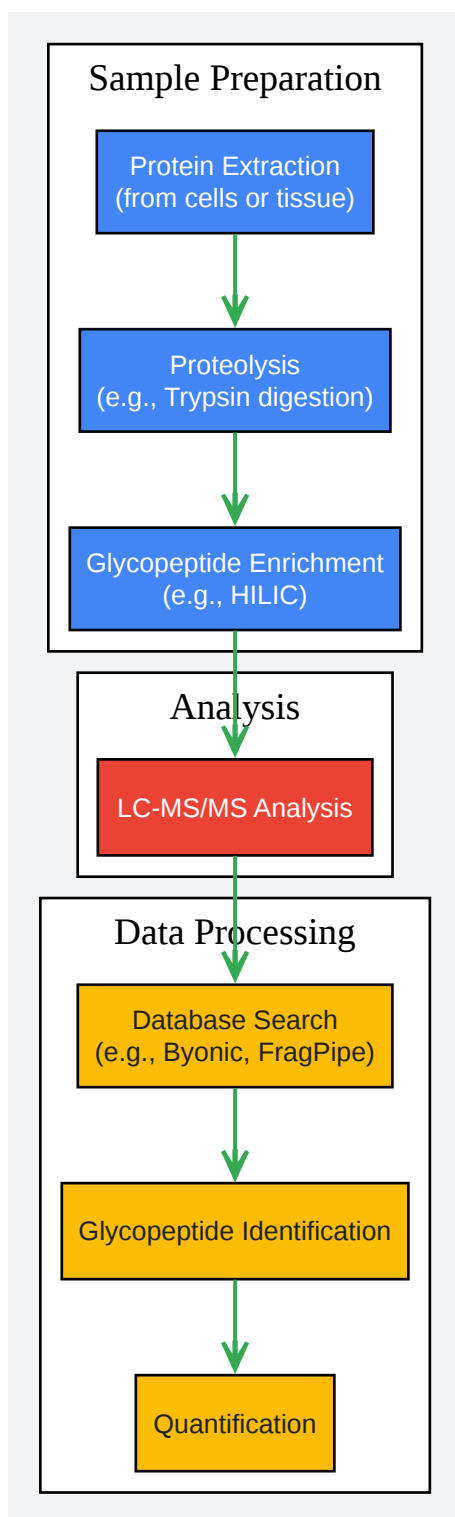 Sample Preparation
Protein Extraction
(from cells or tissue)
Proteolysis
(e.g., Trypsin digestion)
Glycopeptide Enrichment
(e.g., HILIC)
Analysis
LC-MS/MS Analysis
Data Processing
Database Search
(e.g., Byonic, FragPipe)
Glycopeptide Identification
Quantification